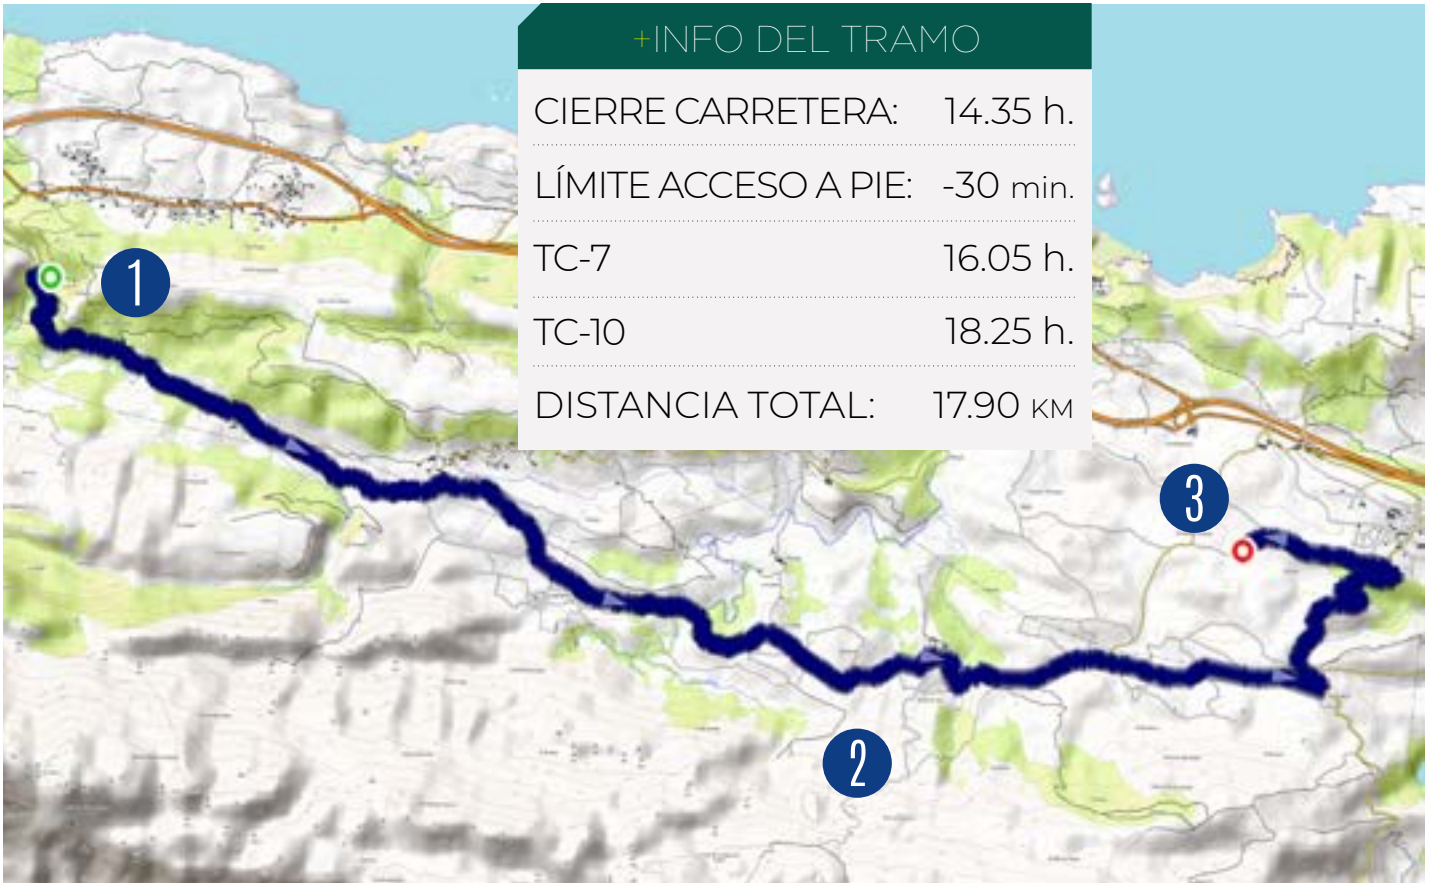 +INFO DEL TRAMO
CIERRE CARRETERA: 14.35 h.
LÍMITE ACCESO A PIE: -30 min.
TC-7 16.05 h.
TC-10 18.25 h.
DISTANCIA TOTAL: 17.90 KM
1
3
2